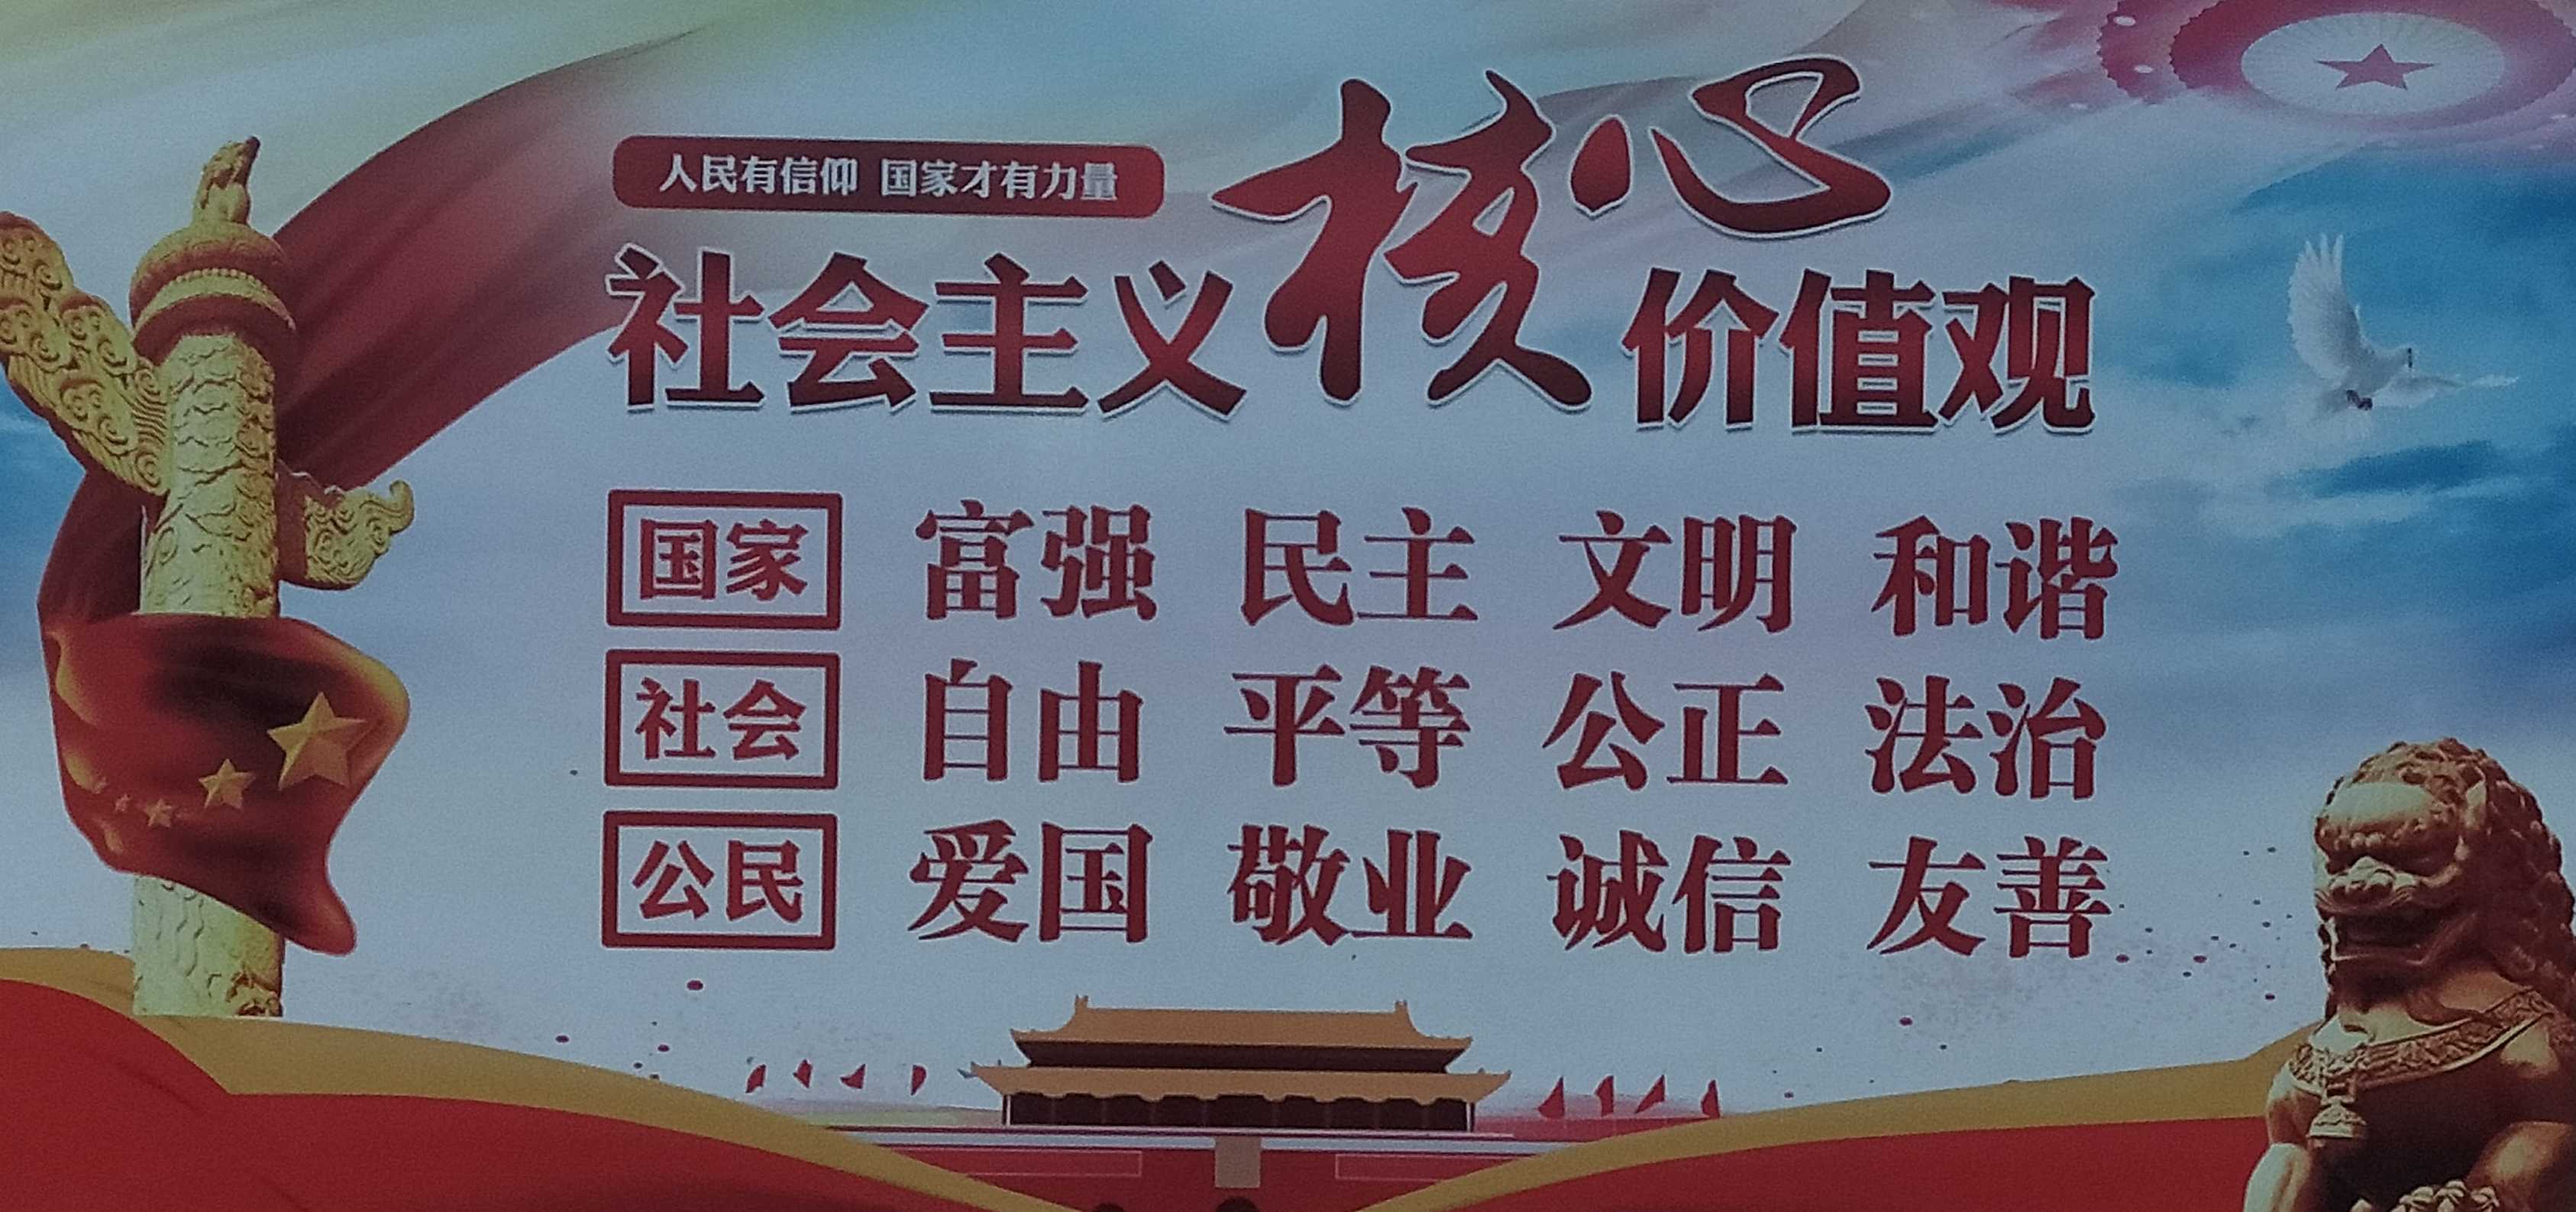 人民有信仰 国家才有力量
社会主义核心价值观
国家 富强 民主 文明 和谐
社会 自由 平等 公正 法治
公民 爱国 敬业 诚信 友善